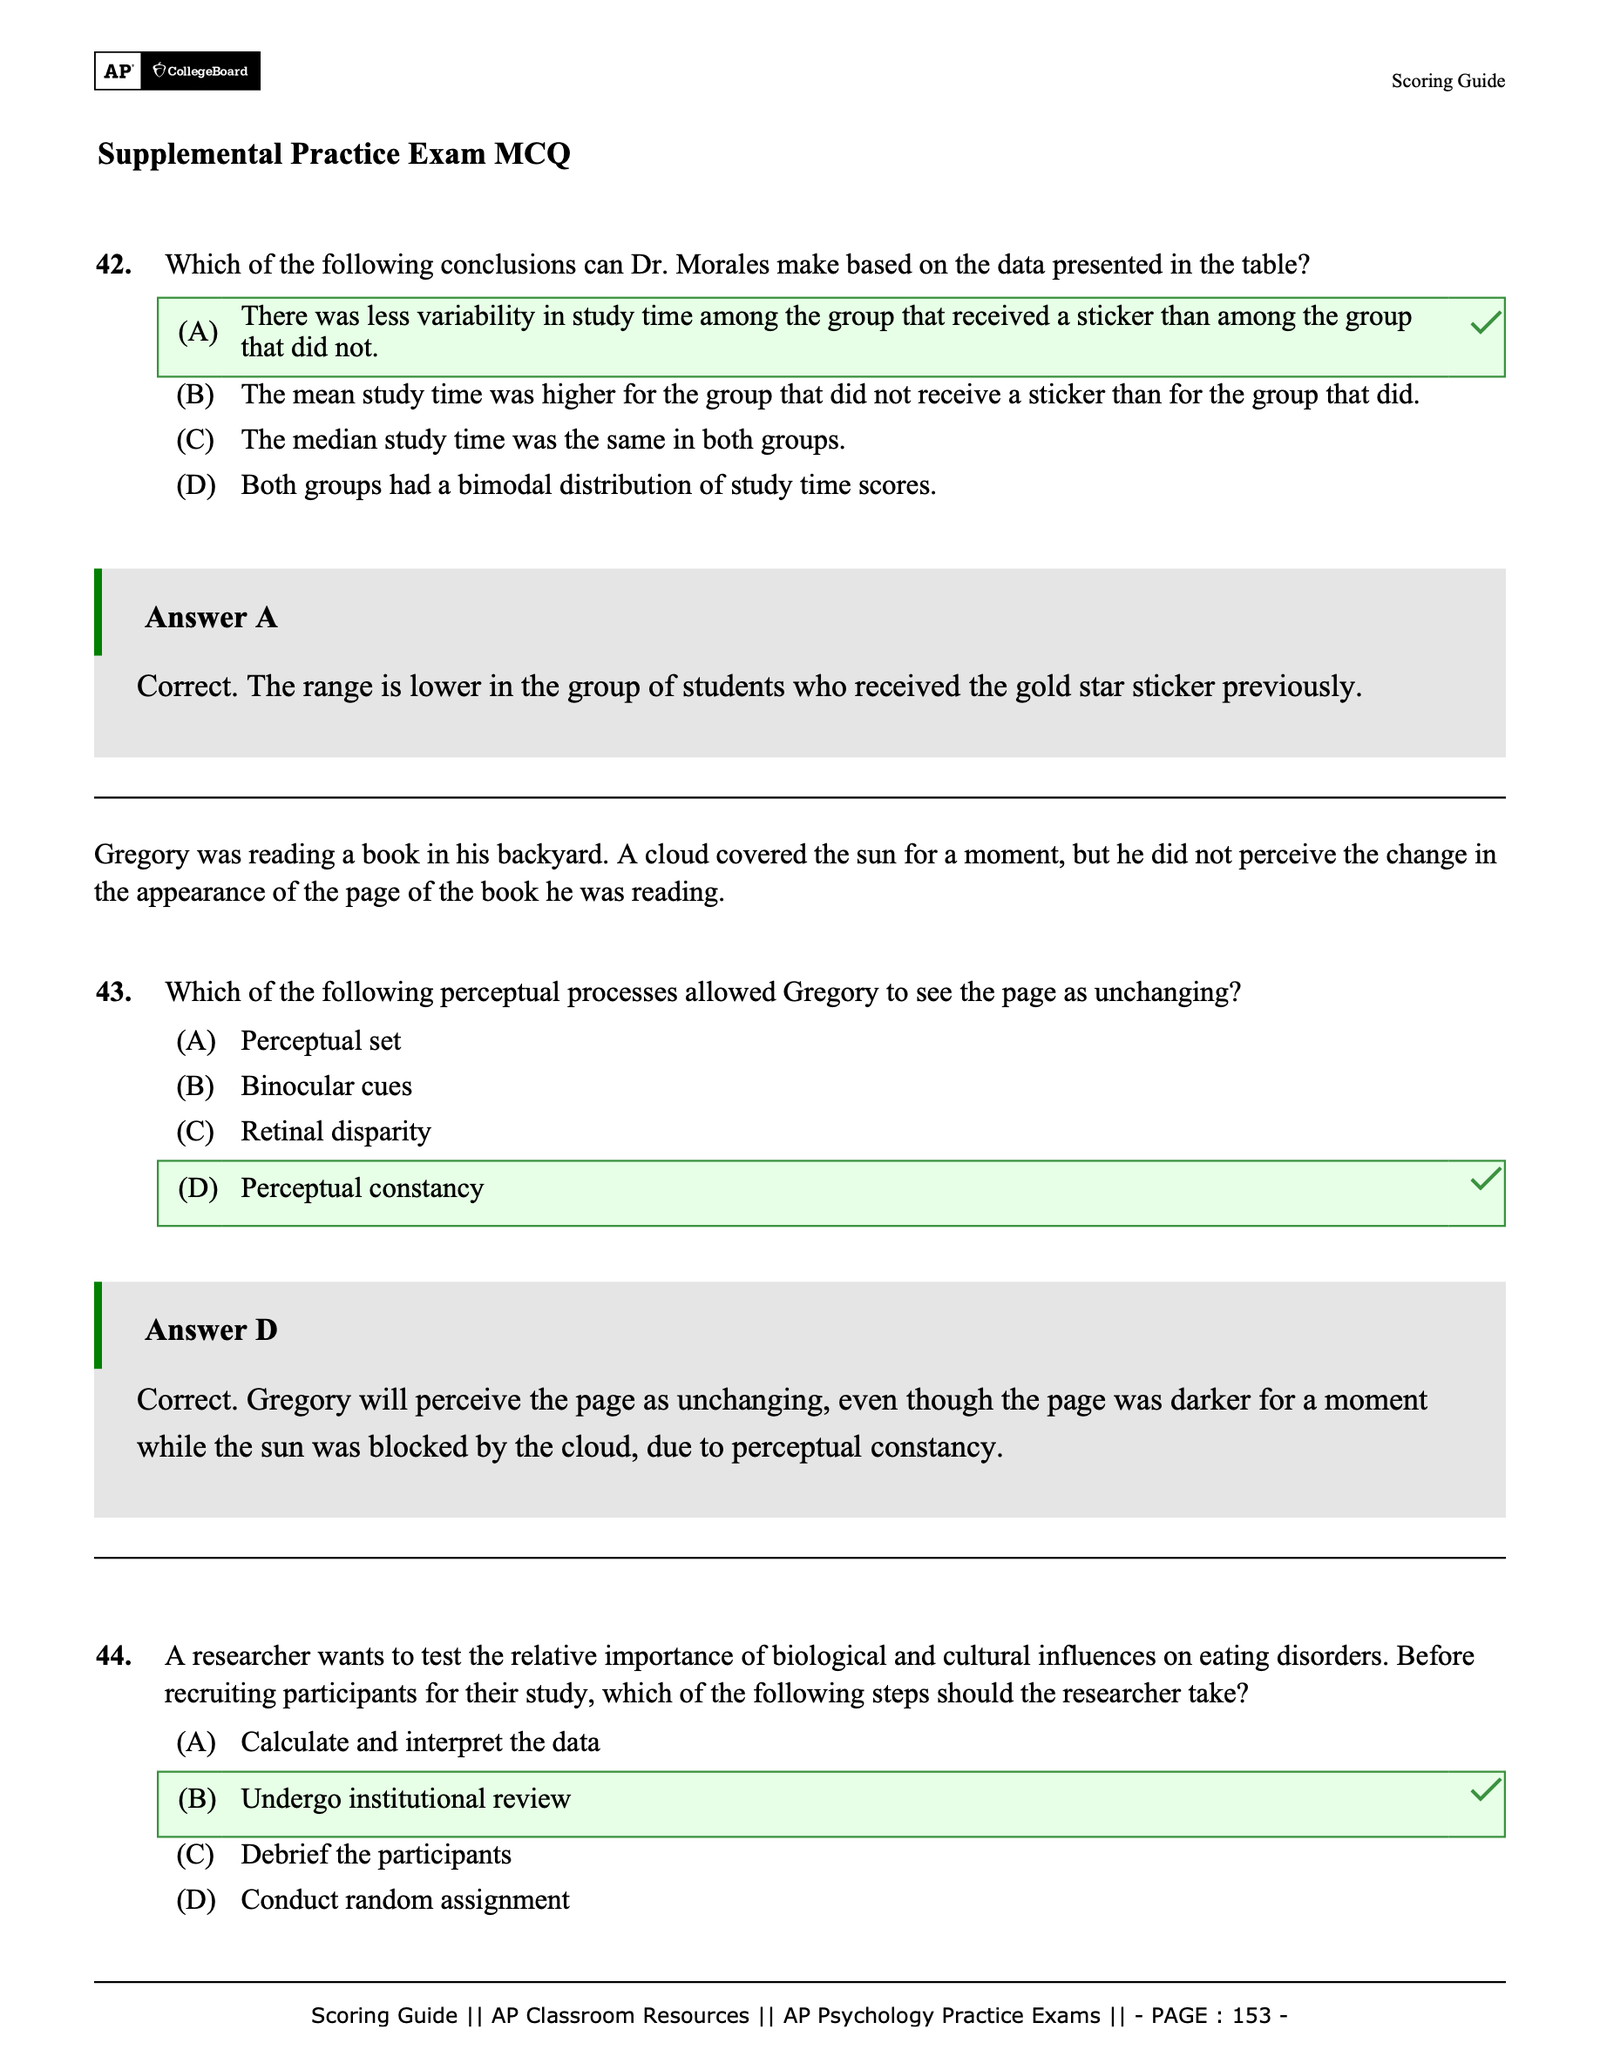 AP CollegeBoard
Scoring Guide
Supplemental Practice Exam MCQ
42. Which of the following conclusions can Dr. Morales make based on the data presented in the table?
(A) There was less variability in study time among the group that received a sticker than among the group
that did not.
(B) The mean study time was higher for the group that did not receive a sticker than for the group that did.
(C) The median study time was the same in both groups.
(D) Both groups had a bimodal distribution of study time scores.
Answer A
Correct. The range is lower in the group of students who received the gold star sticker previously.
Gregory was reading a book in his backyard. A cloud covered the sun for a moment, but he did not perceive the change in
the appearance of the page of the book he was reading.
43. Which of the following perceptual processes allowed Gregory to see the page as unchanging?
(A) Perceptual set
(B) Binocular cues
(C) Retinal disparity
(D) Perceptual constancy
Answer D
Correct. Gregory will perceive the page as unchanging, even though the page was darker for a moment
while the sun was blocked by the cloud, due to perceptual constancy.
44. A researcher wants to test the relative importance of biological and cultural influences on eating disorders. Before
recruiting participants for their study, which of the following steps should the researcher take?
(A) Calculate and interpret the data
(B) Undergo institutional review
(C) Debrief the participants
(D) Conduct random assignment
Scoring Guide || AP Classroom Resources || AP Psychology Practice Exams || - PAGE : 153 -